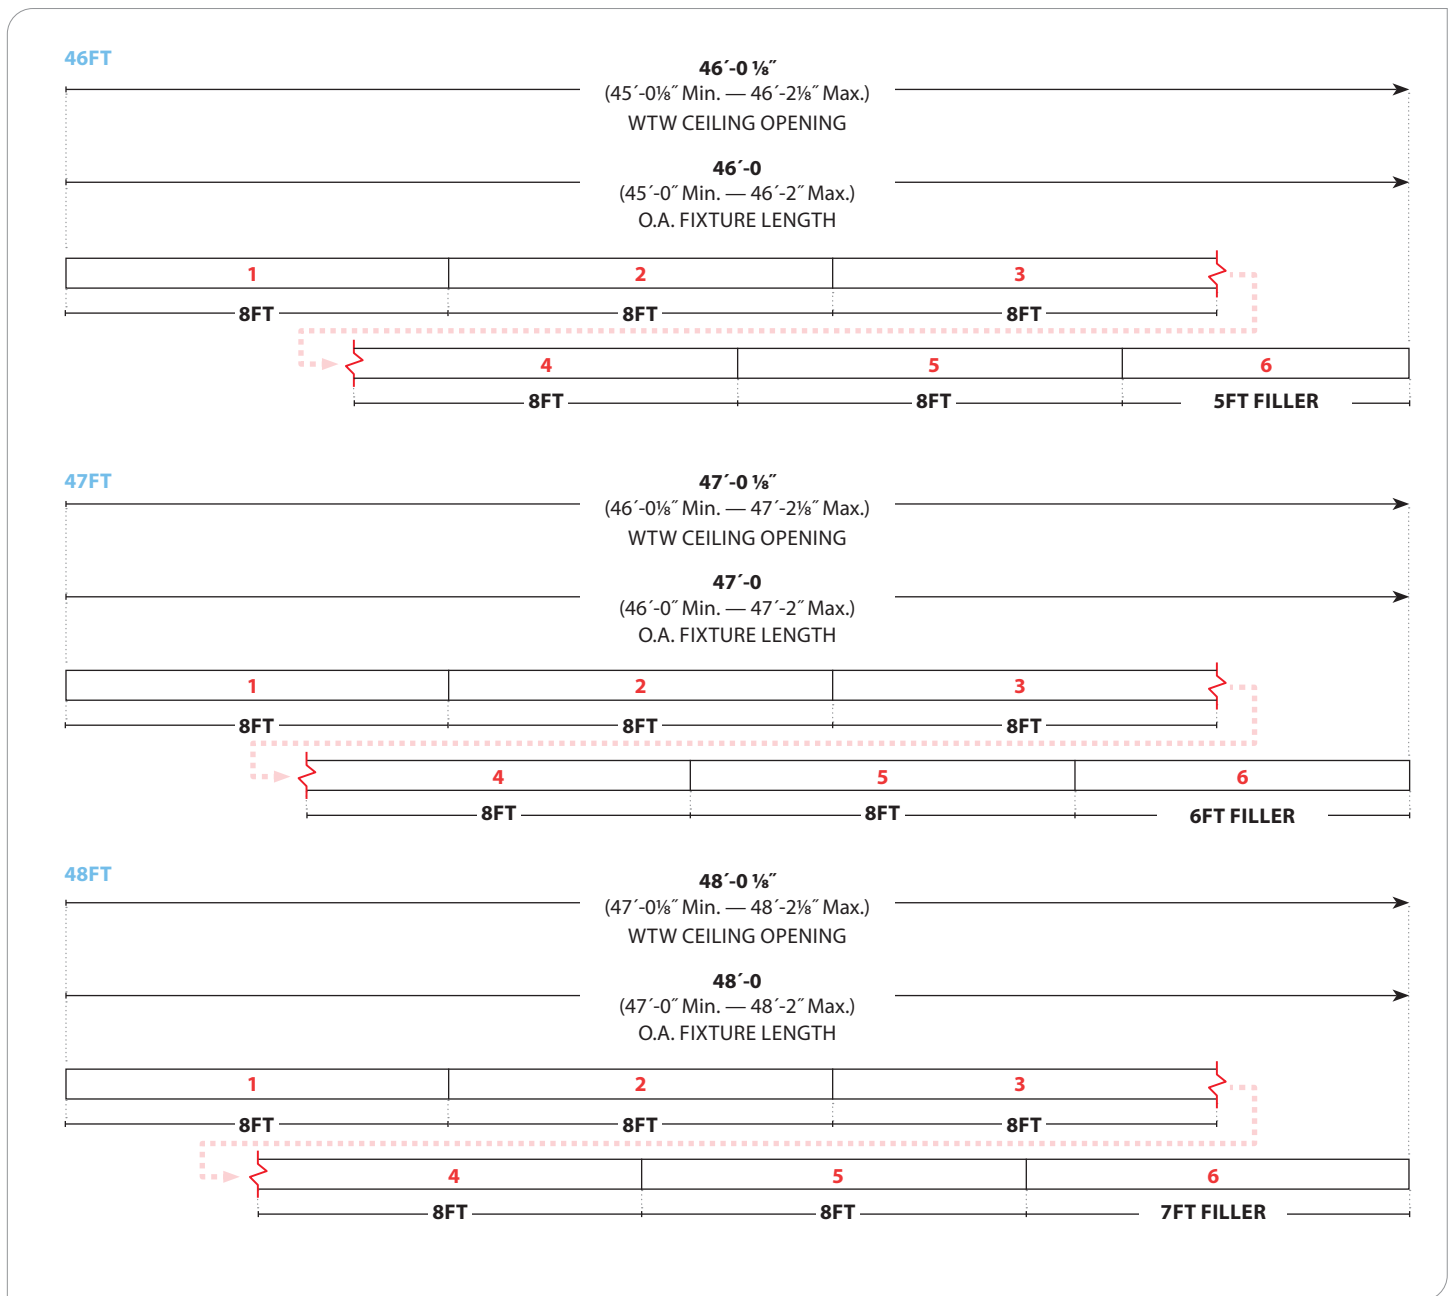 46FT
46´-0 ⅛˝
(45´-0⅛˝ Min. — 46´-2⅛˝ Max.)
WTW CEILING OPENING
46´-0
(45´-0˝ Min. — 46´-2˝ Max.)
O.A. FIXTURE LENGTH
1 2 3
8FT 8FT 8FT
4 5 6
8FT 8FT 5FT FILLER
47FT
47´-0 ⅛˝
(46´-0⅛˝ Min. — 47´-2⅛˝ Max.)
WTW CEILING OPENING
47´-0
(46´-0˝ Min. — 47´-2˝ Max.)
O.A. FIXTURE LENGTH
1 2 3
8FT 8FT 8FT
4 5 6
8FT 8FT 6FT FILLER
48FT
48´-0 ⅛˝
(47´-0⅛˝ Min. — 48´-2⅛˝ Max.)
WTW CEILING OPENING
48´-0
(47´-0˝ Min. — 48´-2˝ Max.)
O.A. FIXTURE LENGTH
1 2 3
8FT 8FT 8FT
4 5 6
8FT 8FT 7FT FILLER